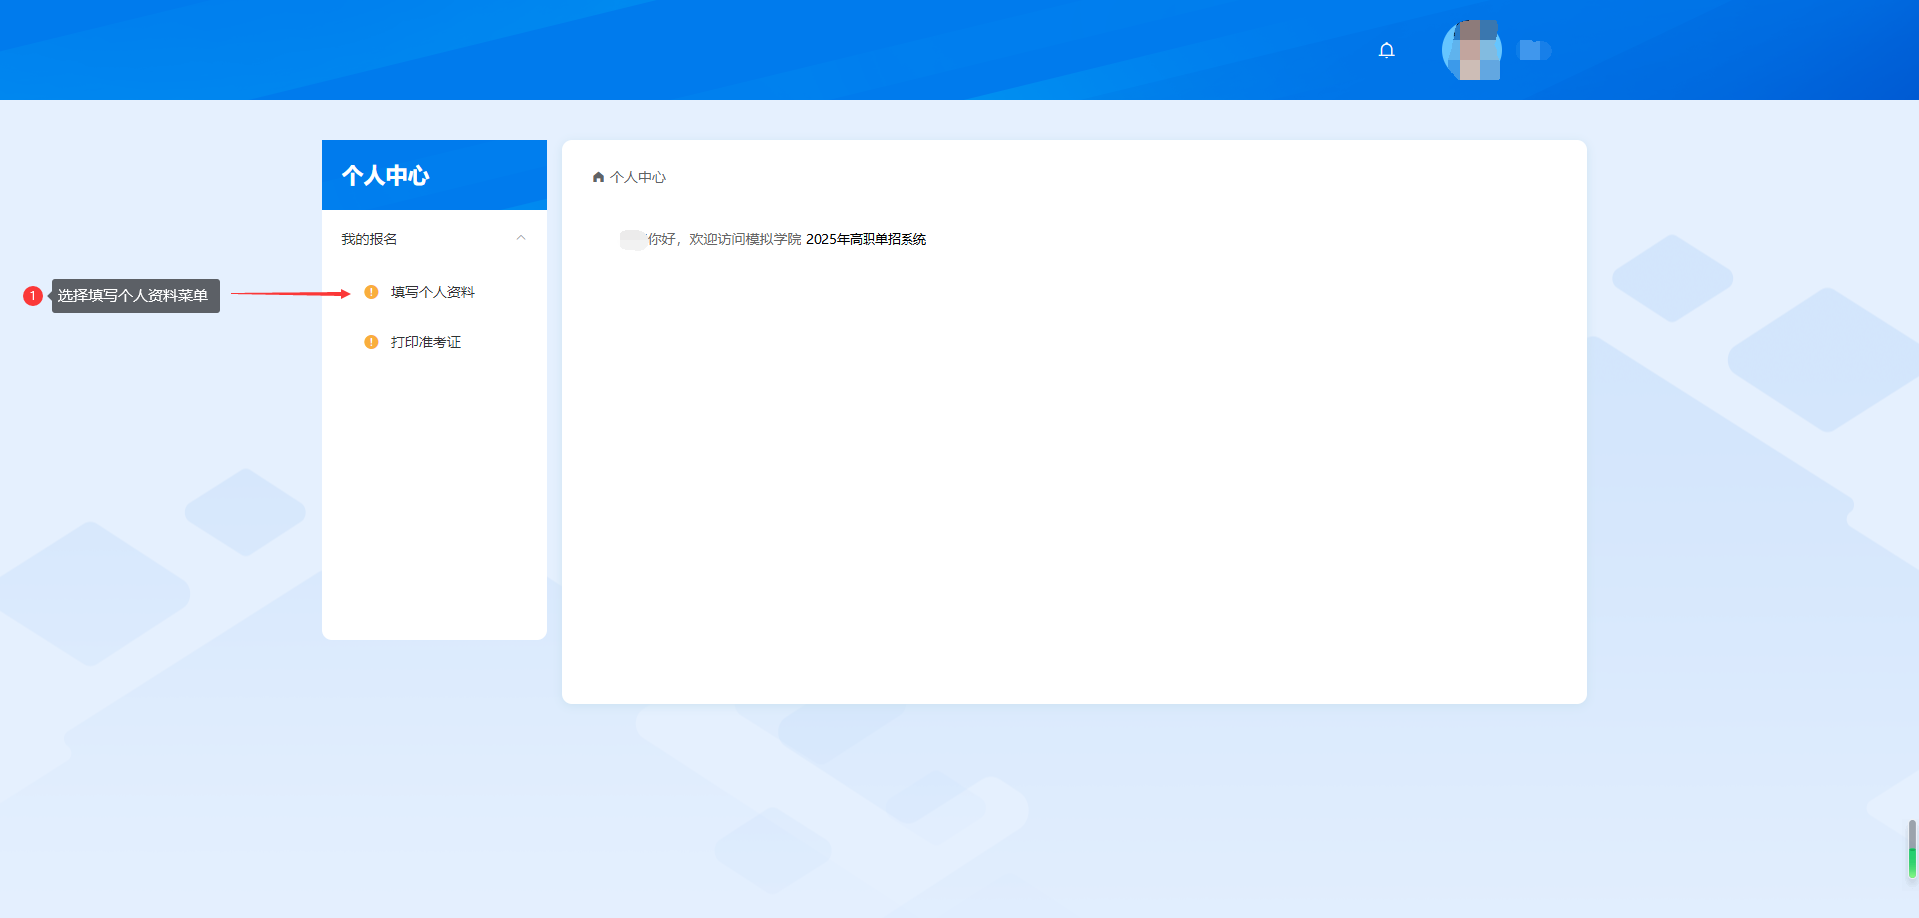 个人中心
个人中心
我的报名
你好，欢迎访问模拟学院 2025年高职单招系统
1 选择填写个人资料菜单
! 填写个人资料
! 打印准考证